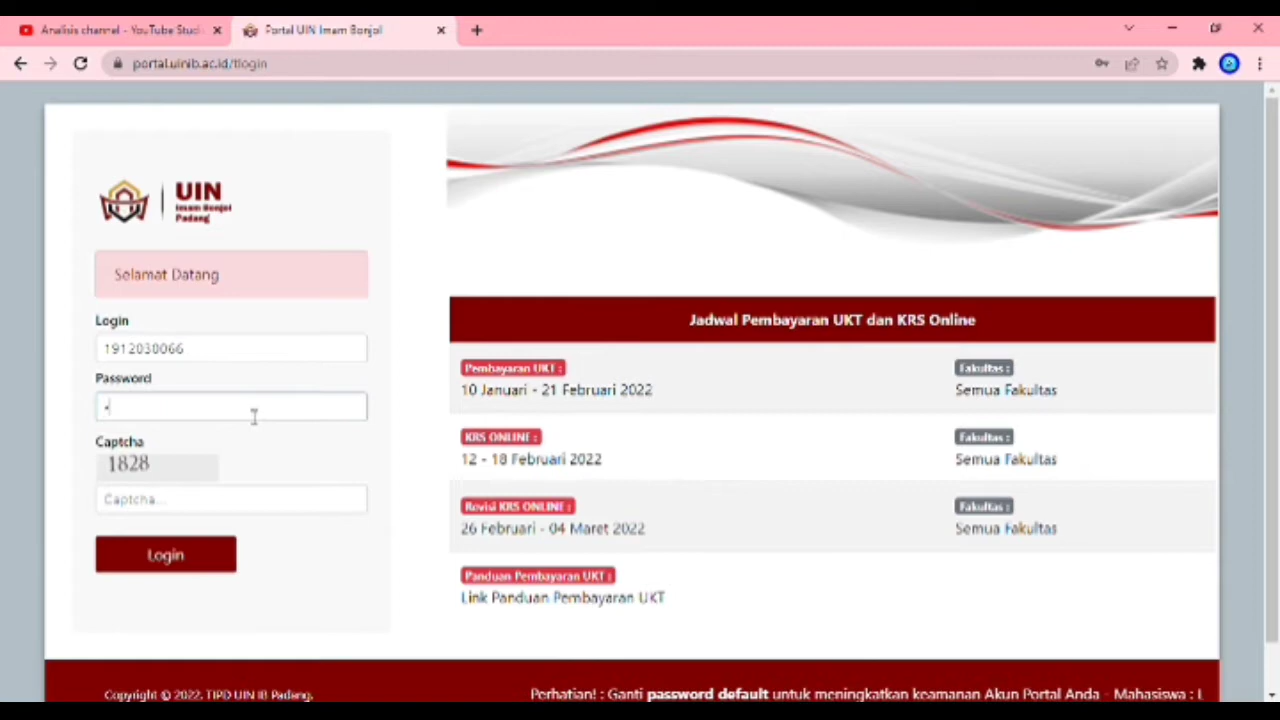 Analisis channel - YouTube Studi
Portal UIN Imam Bonjol
portal.uinib.ac.id/tlogin
UIN
Imam Bonjol
Padang
Selamat Datang
Login
1912030066
Password
Captcha
1828
Captcha...
Login
Jadwal Pembayaran UKT dan KRS Online
Pembayaran UKT :
Fakultas :
10 Januari - 21 Februari 2022
Semua Fakultas
KRS ONLINE :
Fakultas :
12 - 18 Februari 2022
Semua Fakultas
Revisi KRS ONLINE :
Fakultas :
26 Februari - 04 Maret 2022
Semua Fakultas
Panduan Pembayaran UKT :
Link Panduan Pembayaran UKT
Copyright © 2022. TIPD UIN IB Padang.
Perhatian! : Ganti password default untuk meningkatkan keamanan Akun Portal Anda - Mahasiswa : L